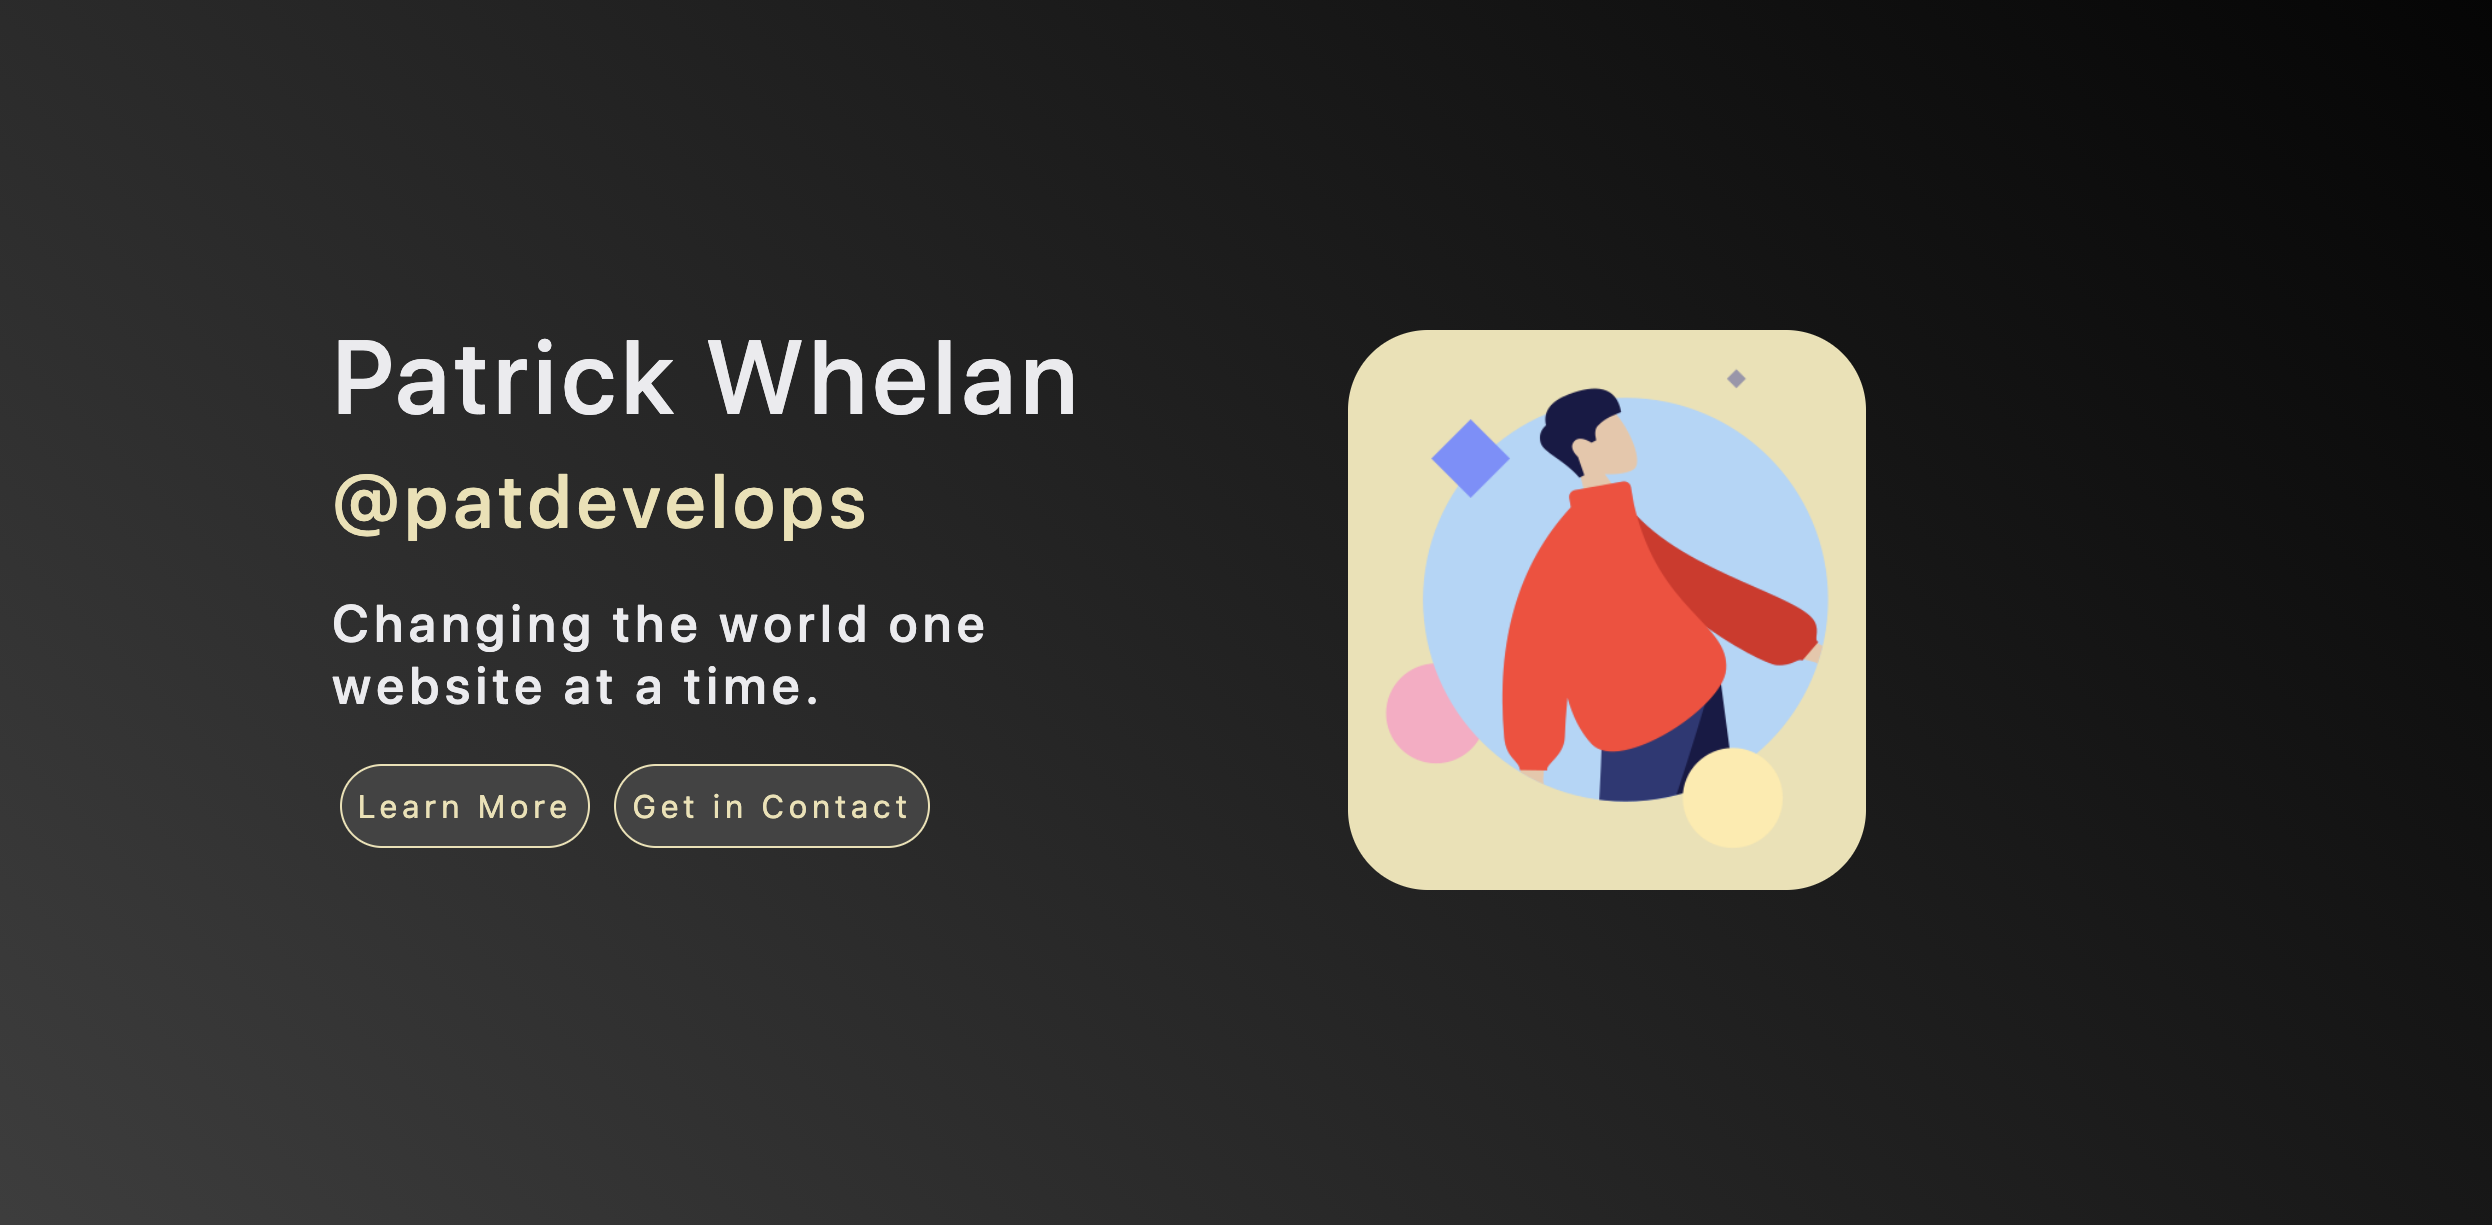 Patrick Whelan
@patdevelops
Changing the world one
website at a time.
Learn More
Get in Contact